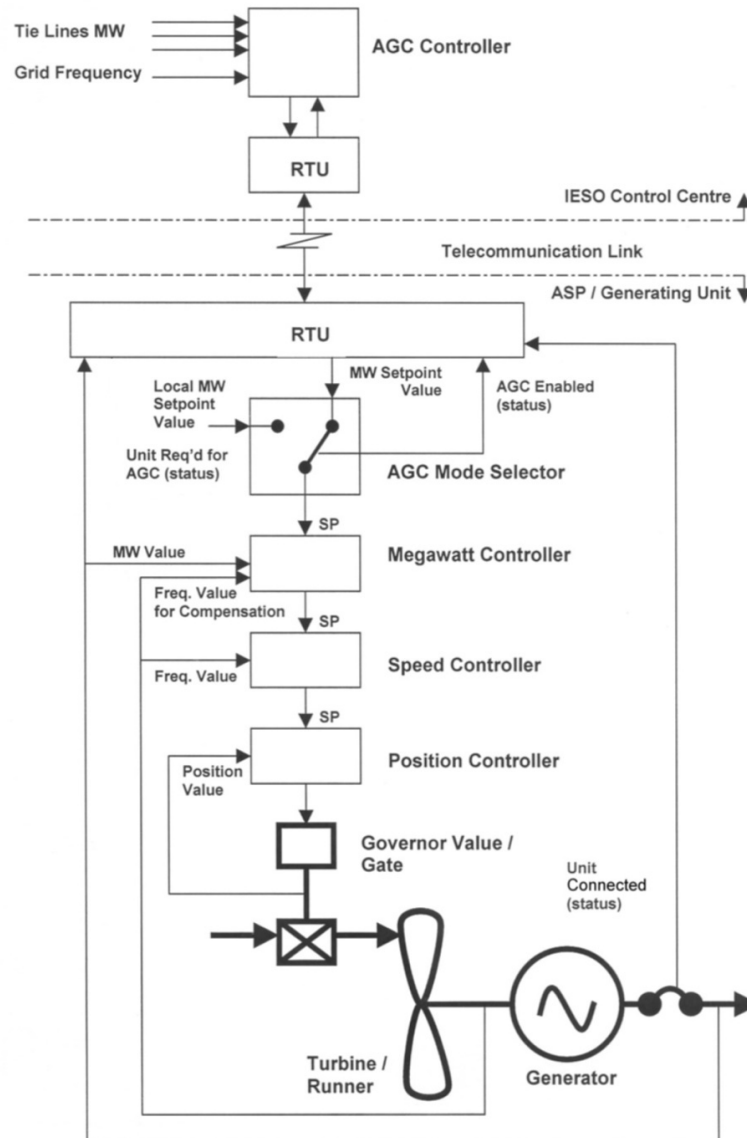 Tie Lines MW
AGC Controller
Grid Frequency
RTU
IESO Control Centre
Telecommunication Link
ASP / Generating Unit
RTU
MW Setpoint
Value
Local MW
Setpoint
Value
AGC Enabled
(status)
Unit Req'd for
AGC (status)
AGC Mode Selector
SP
MW Value
Megawatt Controller
Freq. Value
for Compensation
SP
Speed Controller
Freq. Value
SP
Position
Value
Position Controller
Governor Value /
Gate
Unit
Connected
(status)
Turbine /
Runner
Generator